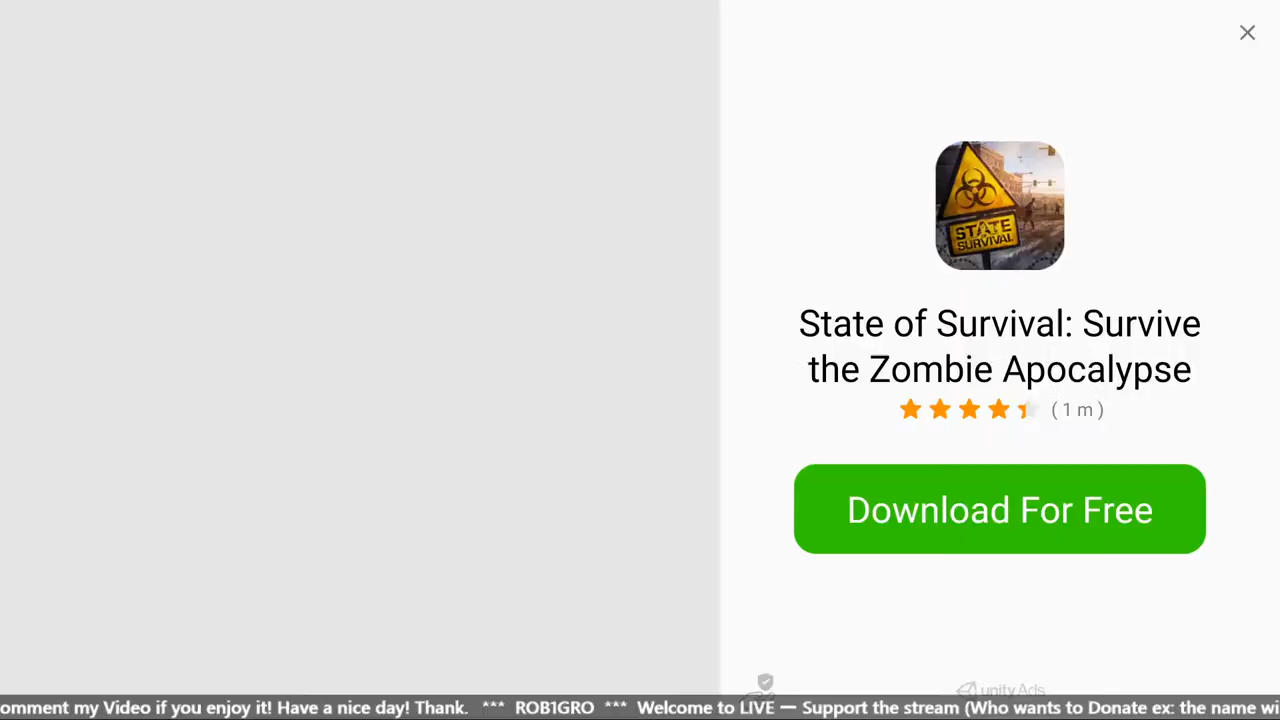 STATE
OF
SURVIVAL
State of Survival: Survive
the Zombie Apocalypse
( 1 m )
Download For Free
unityAds
omment my Video if you enjoy it! Have a nice day! Thank. *** ROB1GRO *** Welcome to LIVE — Support the stream (Who wants to Donate ex: the name wi